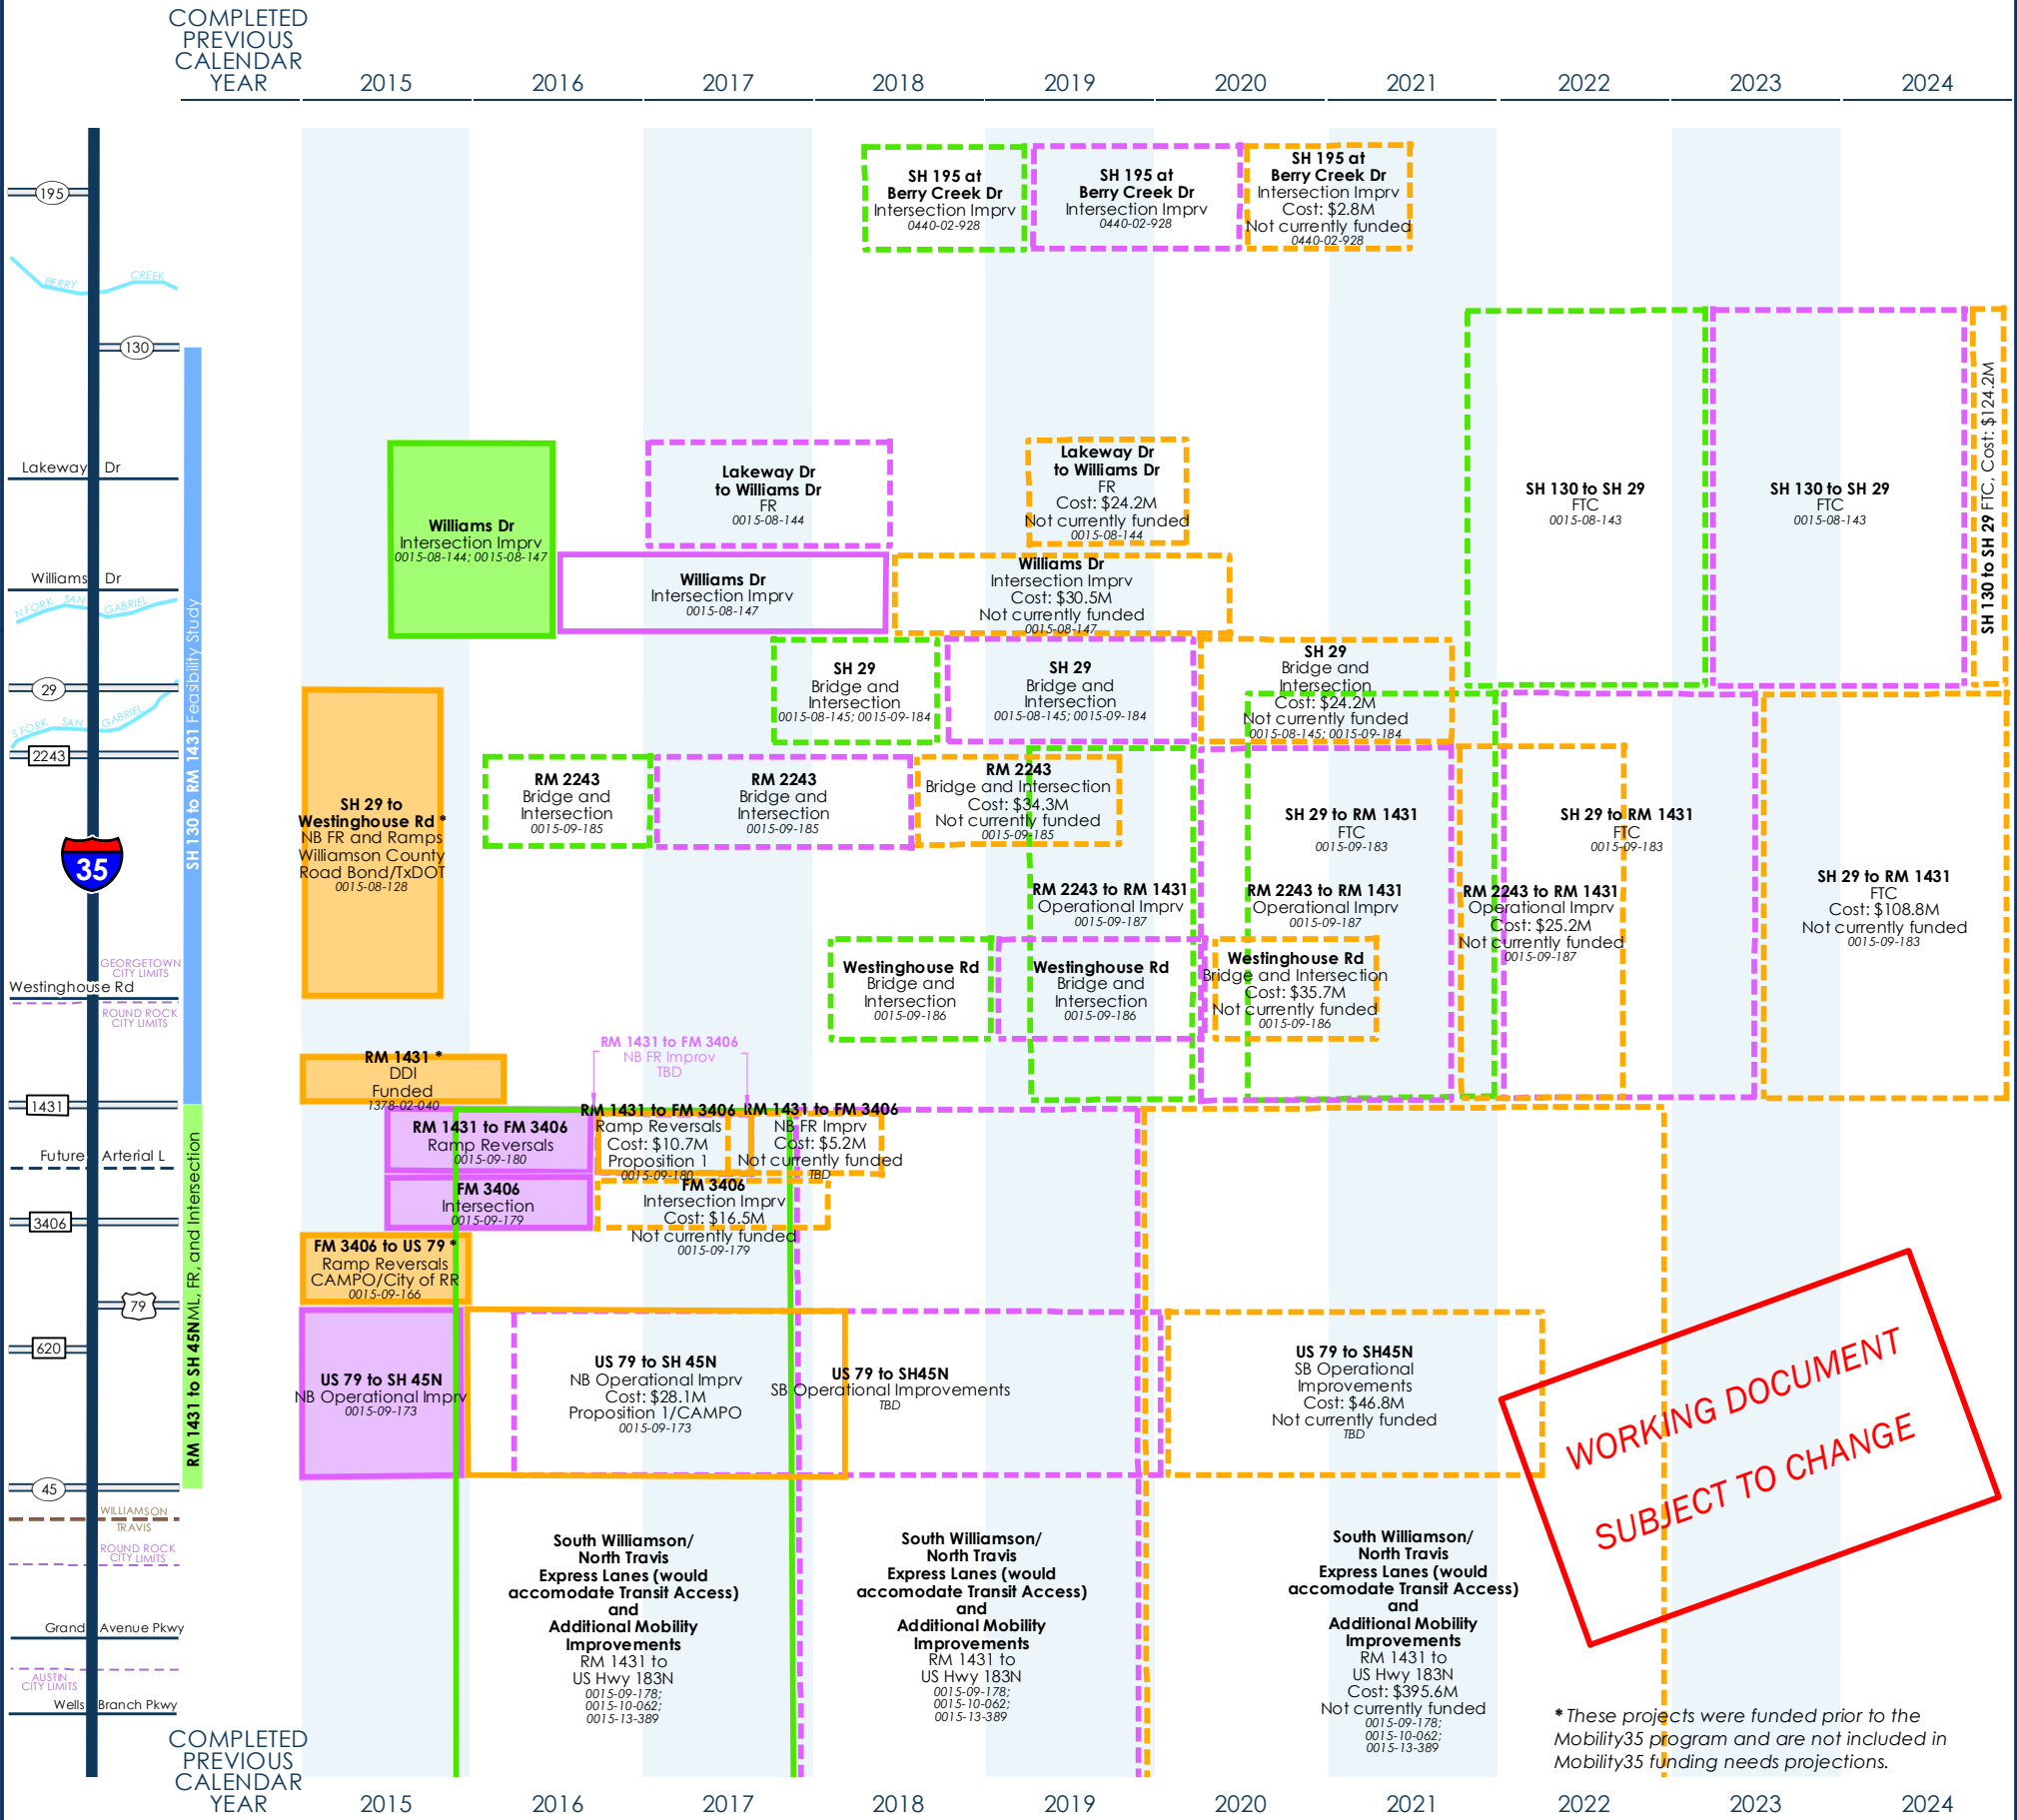 COMPLETED
PREVIOUS
CALENDAR
YEAR
2015 2016 2017 2018 2019 2020 2021 2022 2023 2024
195
BERRY CREEK
130
Lakeway Dr
Williams Dr
N FORK SAN GABRIEL
29
S FORK SAN GABRIEL
2243
35
GEORGETOWN
CITY LIMITS
Westinghouse Rd
ROUND ROCK
CITY LIMITS
1431
Future Arterial L
3406
79
620
45
WILLIAMSON
TRAVIS
ROUND ROCK
CITY LIMITS
Grand Avenue Pkwy
AUSTIN
CITY LIMITS
Wells Branch Pkwy
SH 130 to RM 1431 Feasibility Study
RM 1431 to SH 45N ML, FR, and Intersection
SH 195 at
Berry Creek Dr
Intersection Imprv
0440-02-928
SH 195 at
Berry Creek Dr
Intersection Imprv
0440-02-928
SH 195 at
Berry Creek Dr
Intersection Imprv
Cost: $2.8M
Not currently funded
0440-02-928
SH 130 to SH 29
FTC
0015-08-143
SH 130 to SH 29
FTC
0015-08-143
SH 130 to SH 29 FTC, Cost: $124.2M
Williams Dr
Intersection Imprv
0015-08-144; 0015-08-147
Lakeway Dr
to Williams Dr
FR
0015-08-144
Lakeway Dr
to Williams Dr
FR
Cost: $24.2M
Not currently funded
0015-08-144
Williams Dr
Intersection Imprv
0015-08-147
Williams Dr
Intersection Imprv
Cost: $30.5M
Not currently funded
0015-08-147
SH 29
Bridge and
Intersection
0015-08-145; 0015-09-184
SH 29
Bridge and
Intersection
0015-08-145; 0015-09-184
SH 29
Bridge and
Intersection
Cost: $24.2M
Not currently funded
0015-08-145; 0015-09-184
SH 29 to
Westinghouse Rd *
NB FR and Ramps
Williamson County
Road Bond/TxDOT
0015-08-128
RM 2243
Bridge and
Intersection
0015-09-185
RM 2243
Bridge and
Intersection
0015-09-185
RM 2243
Bridge and Intersection
Cost: $34.3M
Not currently funded
0015-09-185
SH 29 to RM 1431
FTC
0015-09-183
SH 29 to RM 1431
FTC
0015-09-183
SH 29 to RM 1431
FTC
Cost: $108.8M
Not currently funded
0015-09-183
RM 2243 to RM 1431
Operational Imprv
0015-09-187
RM 2243 to RM 1431
Operational Imprv
0015-09-187
RM 2243 to RM 1431
Operational Imprv
Cost: $25.2M
Not currently funded
0015-09-187
Westinghouse Rd
Bridge and
Intersection
0015-09-186
Westinghouse Rd
Bridge and
Intersection
0015-09-186
Westinghouse Rd
Bridge and Intersection
Cost: $35.7M
Not currently funded
0015-09-186
RM 1431 to FM 3406
NB FR Improv
TBD
RM 1431 *
DDI
Funded
1378-02-040
RM 1431 to FM 3406
Ramp Reversals
0015-09-180
RM 1431 to FM 3406
Ramp Reversals
Cost: $10.7M
Proposition 1
0015-09-180
RM 1431 to FM 3406
NB FR Imprv
Cost: $5.2M
Not currently funded
TBD
FM 3406
Intersection
0015-09-179
FM 3406
Intersection Imprv
Cost: $16.5M
Not currently funded
0015-09-179
FM 3406 to US 79 *
Ramp Reversals
CAMPO/City of RR
0015-09-166
US 79 to SH 45N
NB Operational Imprv
0015-09-173
US 79 to SH 45N
NB Operational Imprv
Cost: $28.1M
Proposition 1/CAMPO
0015-09-173
US 79 to SH45N
SB Operational Improvements
TBD
US 79 to SH45N
SB Operational
Improvements
Cost: $46.8M
Not currently funded
TBD
South Williamson/
North Travis
Express Lanes (would
accomodate Transit Access)
and
Additional Mobility
Improvements
RM 1431 to
US Hwy 183N
0015-09-178;
0015-10-062;
0015-13-389
South Williamson/
North Travis
Express Lanes (would
accomodate Transit Access)
and
Additional Mobility
Improvements
RM 1431 to
US Hwy 183N
0015-09-178;
0015-10-062;
0015-13-389
South Williamson/
North Travis
Express Lanes (would
accomodate Transit Access)
and
Additional Mobility
Improvements
RM 1431 to
US Hwy 183N
Cost: $395.6M
Not currently funded
0015-09-178;
0015-10-062;
0015-13-389
WORKING DOCUMENT
SUBJECT TO CHANGE
* These projects were funded prior to the
Mobility35 program and are not included in
Mobility35 funding needs projections.
COMPLETED
PREVIOUS
CALENDAR
YEAR
2015 2016 2017 2018 2019 2020 2021 2022 2023 2024